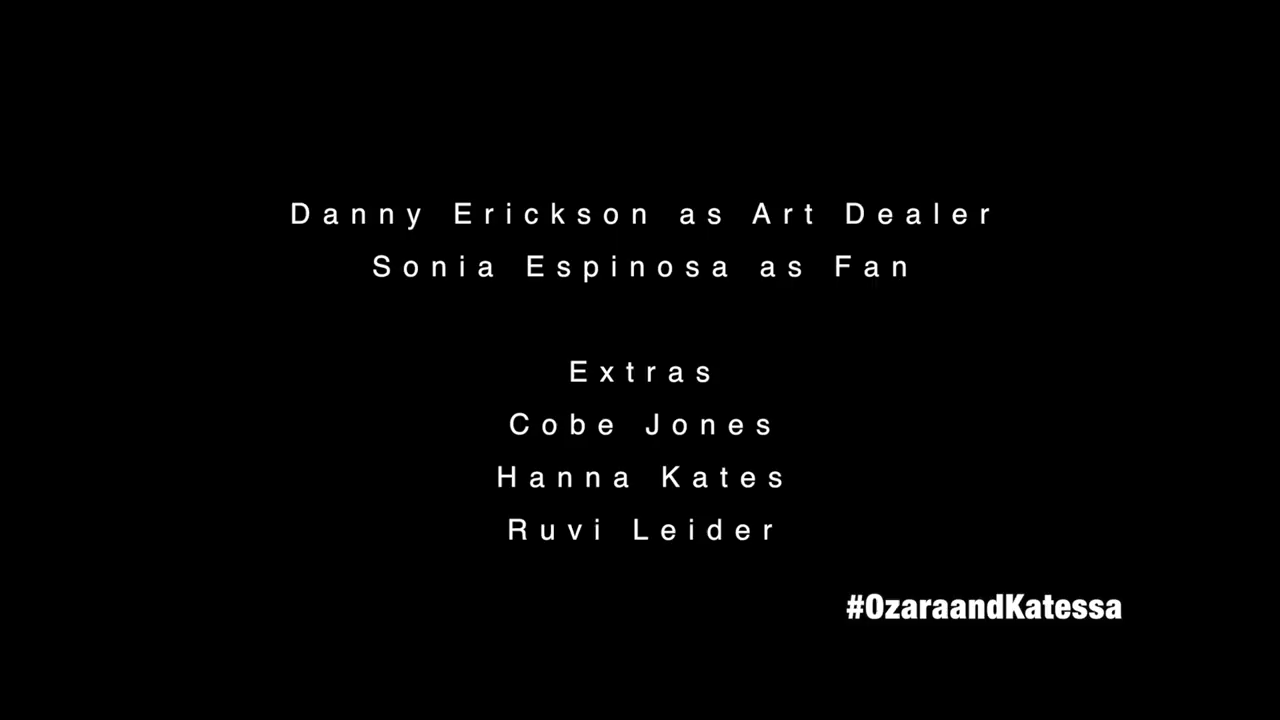 Danny Erickson as Art Dealer
Sonia Espinosa as Fan
Extras
Cobe Jones
Hanna Kates
Ruvi Leider
#OzaraandKatessa